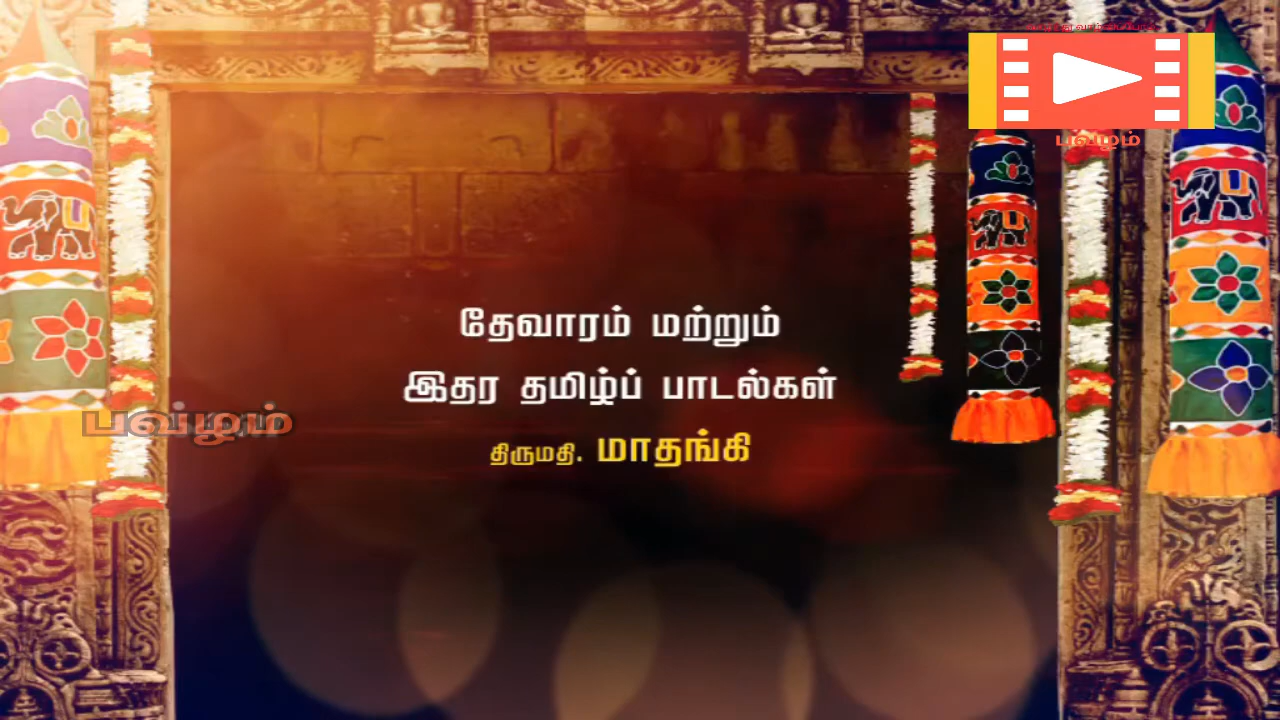 பவழம்
தேவாரம் மற்றும்
இதர தமிழ்ப் பாடல்கள்
திருமதி. மாதங்கி
பவழம்